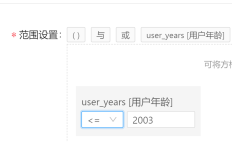 * 范围设置: () 与 或 user_years [用户年龄]
可将方
user_years [用户年龄]
<= 2003